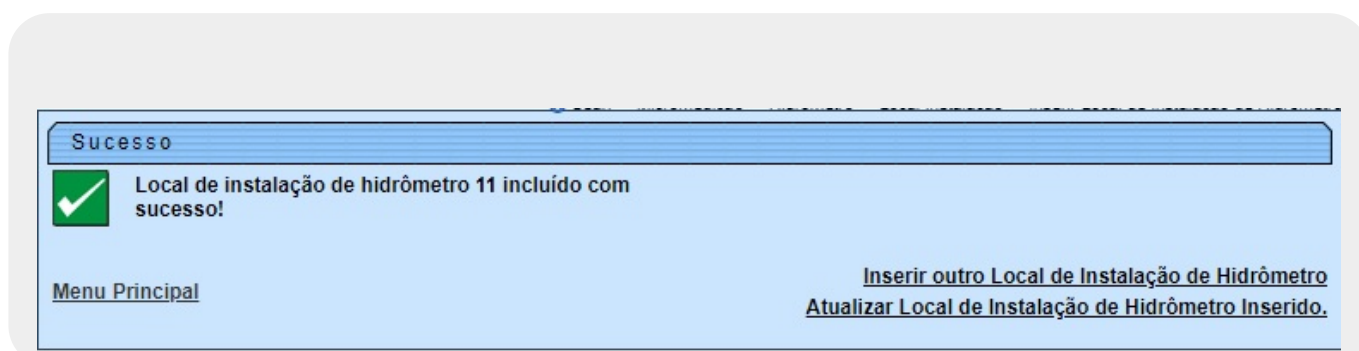 Sucesso
Local de instalação de hidrômetro 11 incluído com
sucesso!
Inserir outro Local de Instalação de Hidrômetro
Menu Principal
Atualizar Local de Instalação de Hidrômetro Inserido.